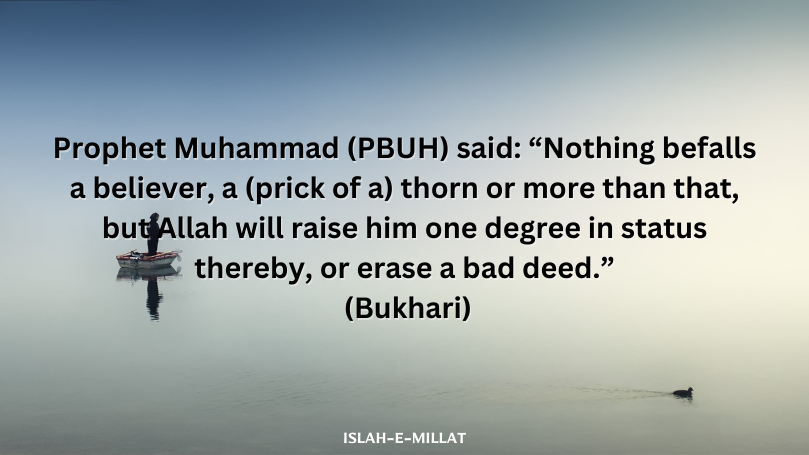 Prophet Muhammad (PBUH) said: “Nothing befalls
a believer, a (prick of a) thorn or more than that,
but Allah will raise him one degree in status
thereby, or erase a bad deed.”
(Bukhari)
ISLAH-E-MILLAT